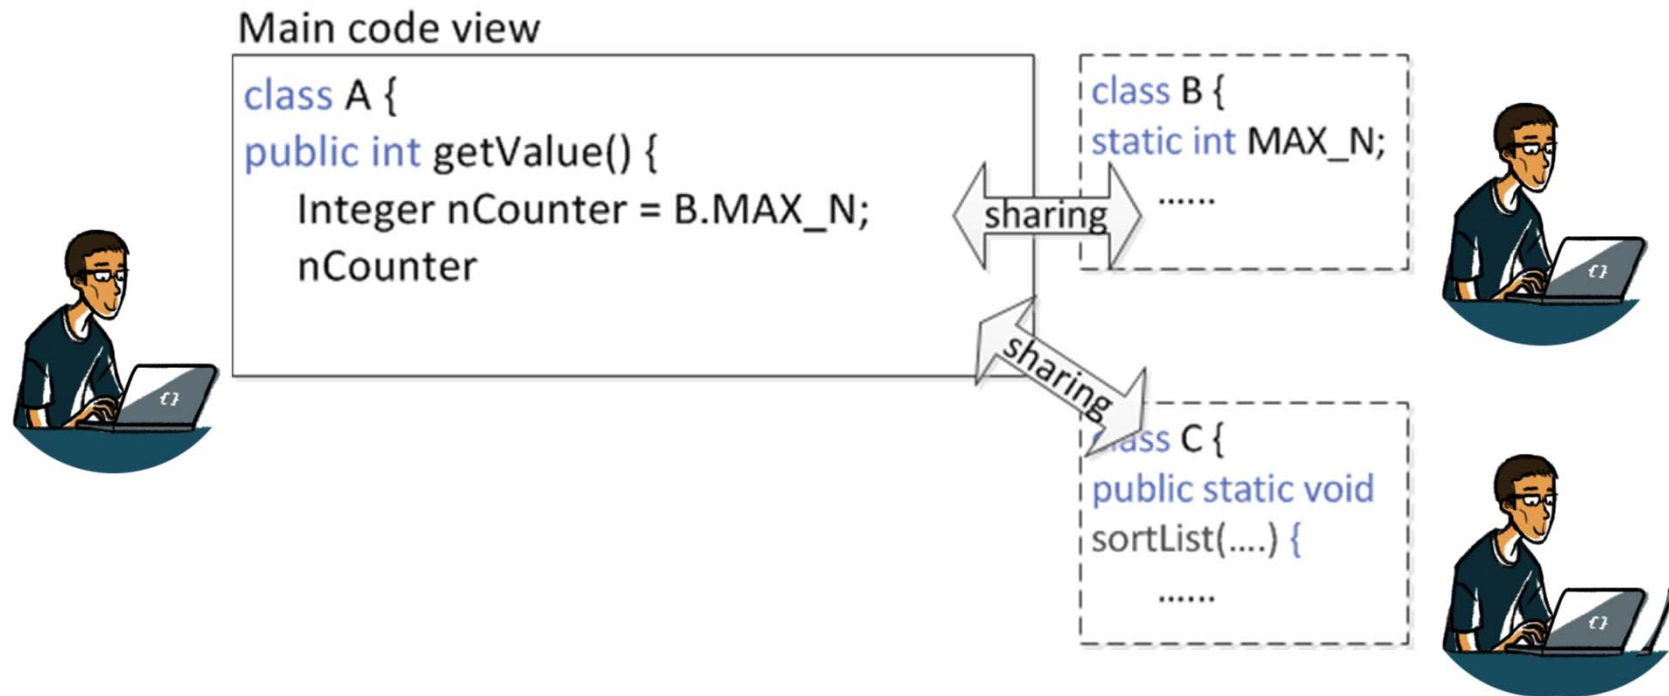 Main code view
class A {
public int getValue() {
Integer nCounter = B.MAX_N;
nCounter
class B {
static int MAX_N;
......
sharing
sharing
class C {
public static void
sortList(....) {
......
{}
{}
{}